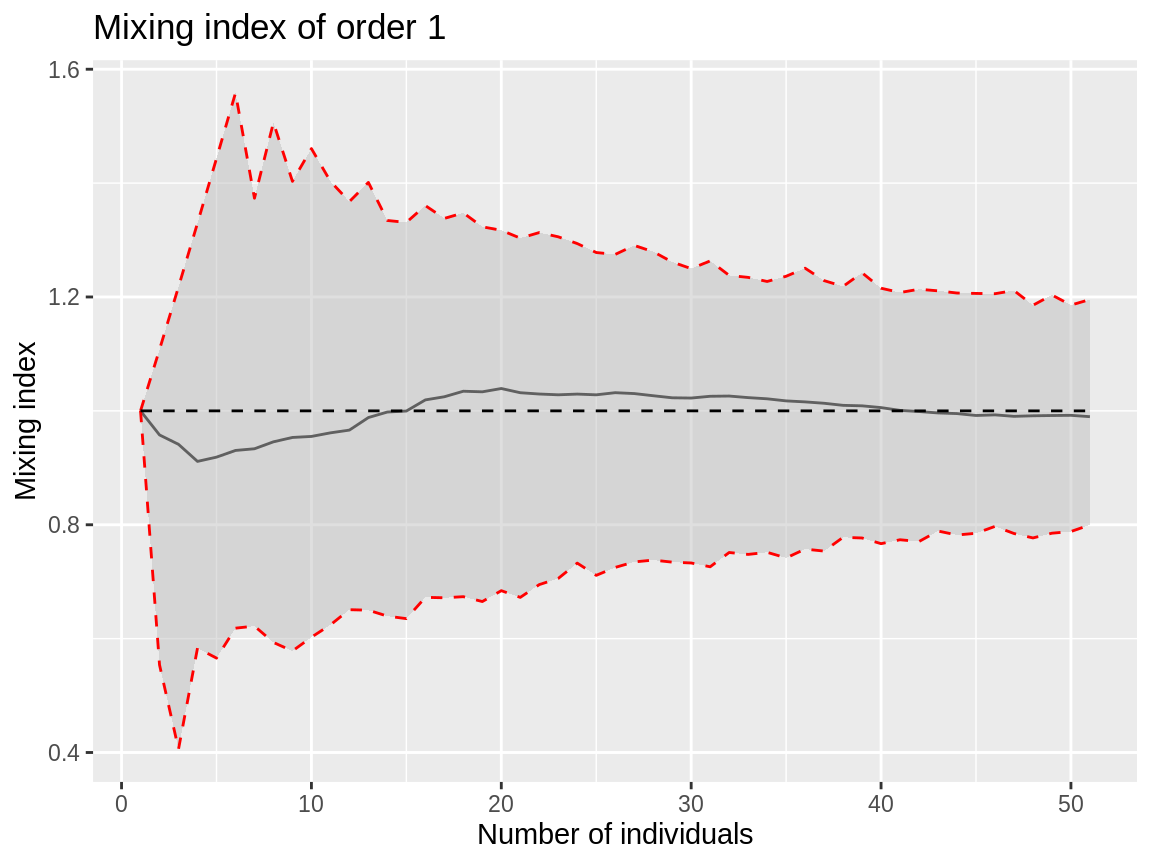 Mixing index of order 1
1.6
1.2
0.8
0.4
Mixing index
0 10 20 30 40 50
Number of individuals